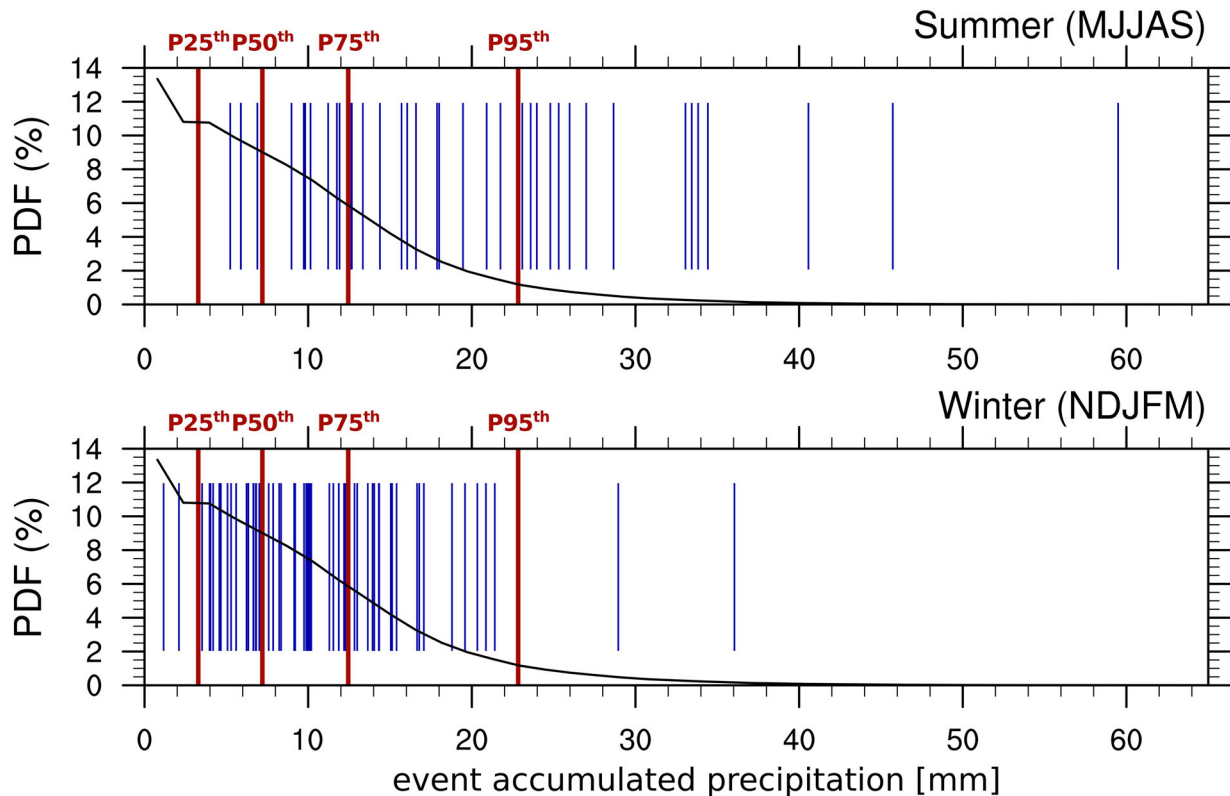 Summer (MJJAS)
P25th P50th P75th P95th
PDF (%)
14
12
10
8
6
4
2
0
0 10 20 30 40 50 60
Winter (NDJFM)
P25th P50th P75th P95th
PDF (%)
14
12
10
8
6
4
2
0
0 10 20 30 40 50 60
event accumulated precipitation [mm]